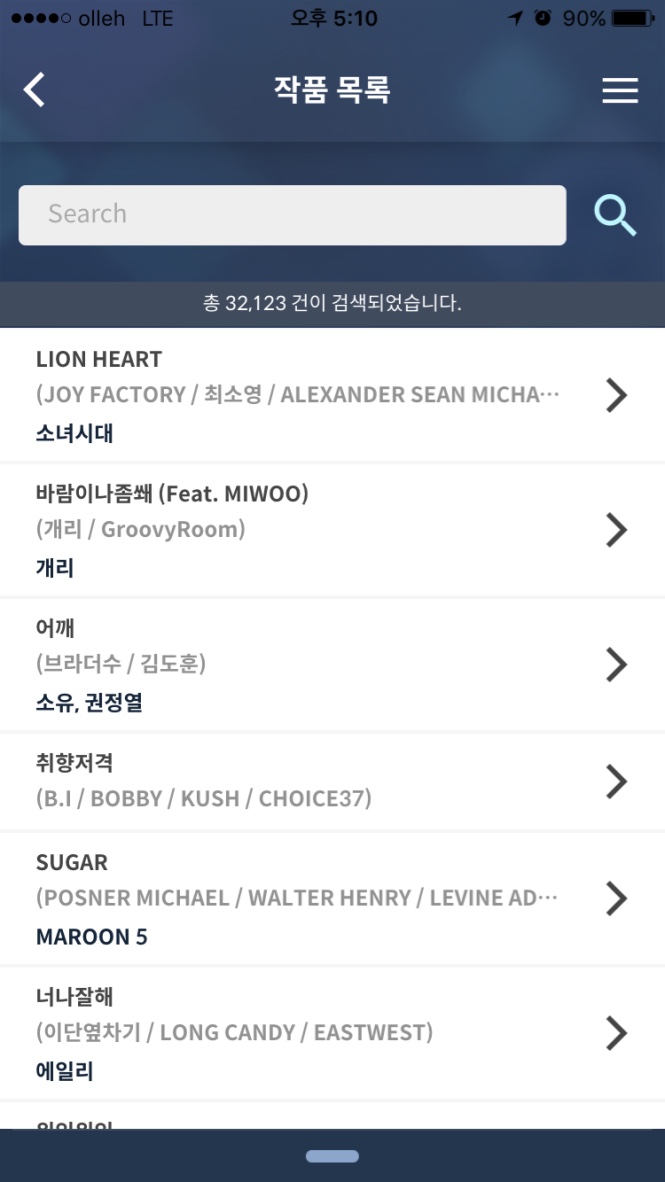 olleh LTE 오후 5:10 90%
작품 목록
Search
총 32,123 건이 검색되었습니다.
LION HEART
(JOY FACTORY / 최소영 / ALEXANDER SEAN MICHA···
소녀시대
바람이나좀쐐 (Feat. MIWOO)
(개리 / GroovyRoom)
개리
어깨
(브라더수 / 김도훈)
소유, 권정열
취향저격
(B.I / BOBBY / KUSH / CHOICE37)
SUGAR
(POSNER MICHAEL / WALTER HENRY / LEVINE AD···
MAROON 5
너나잘해
(이단옆차기 / LONG CANDY / EASTWEST)
에일리